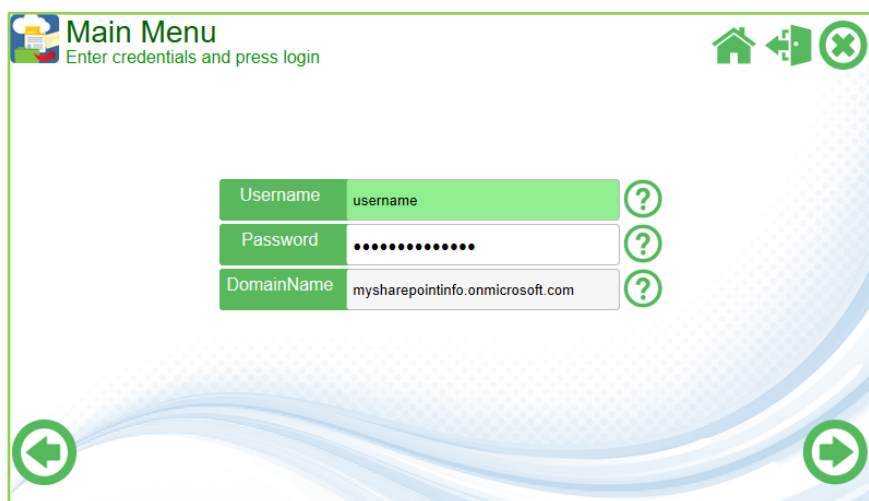 Main Menu
Enter credentials and press login
Username
username
?
Password
••••••••••••••
?
DomainName
mysharepointinfo.onmicrosoft.com
?